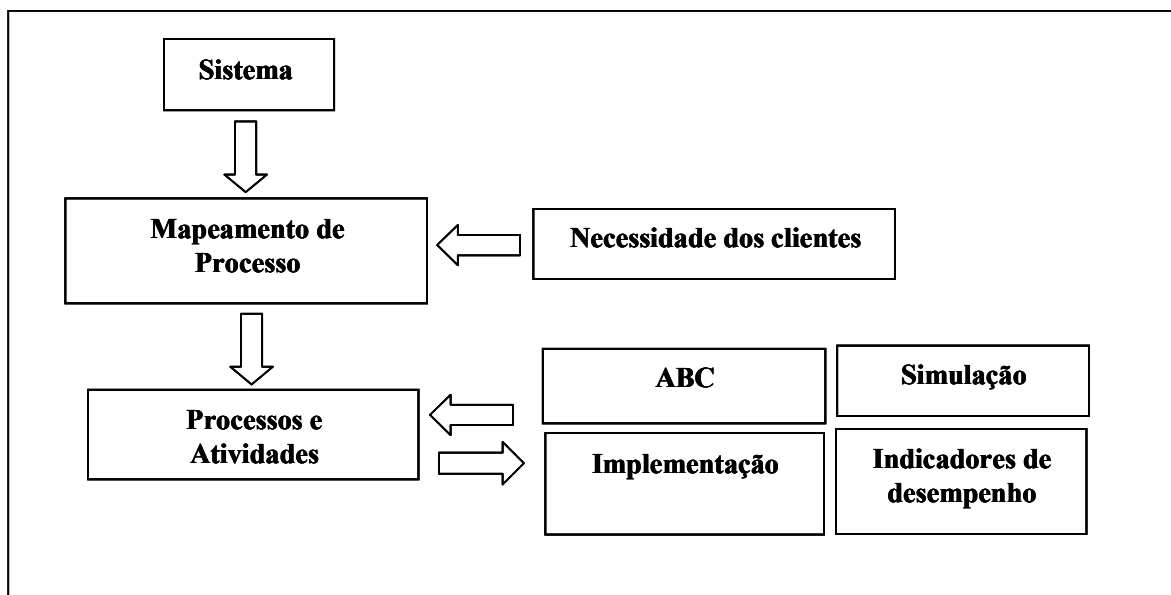 Sistema
Mapeamento de
Processo
Necessidade dos clientes
ABC
Simulação
Processos e
Atividades
Implementação
Indicadores de
desempenho